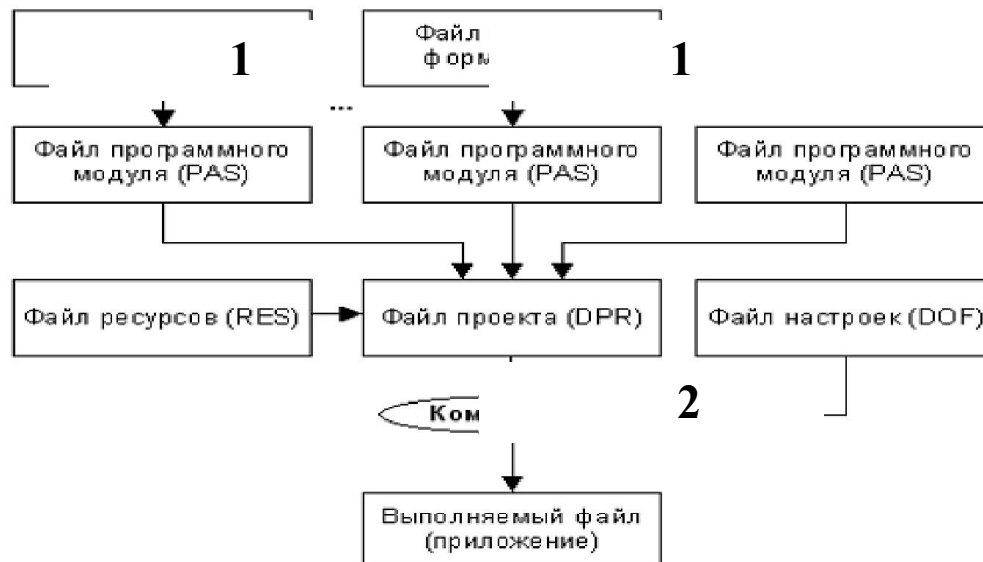 1
Файл
форм
1
...
Файл программного
модуля (PAS)
Файл программного
модуля (PAS)
Файл программного
модуля (PAS)
Файл ресурсов (RES)
Файл проекта (DPR)
Файл настроек (DOF)
Ком
2
Выполняемый файл
(приложение)